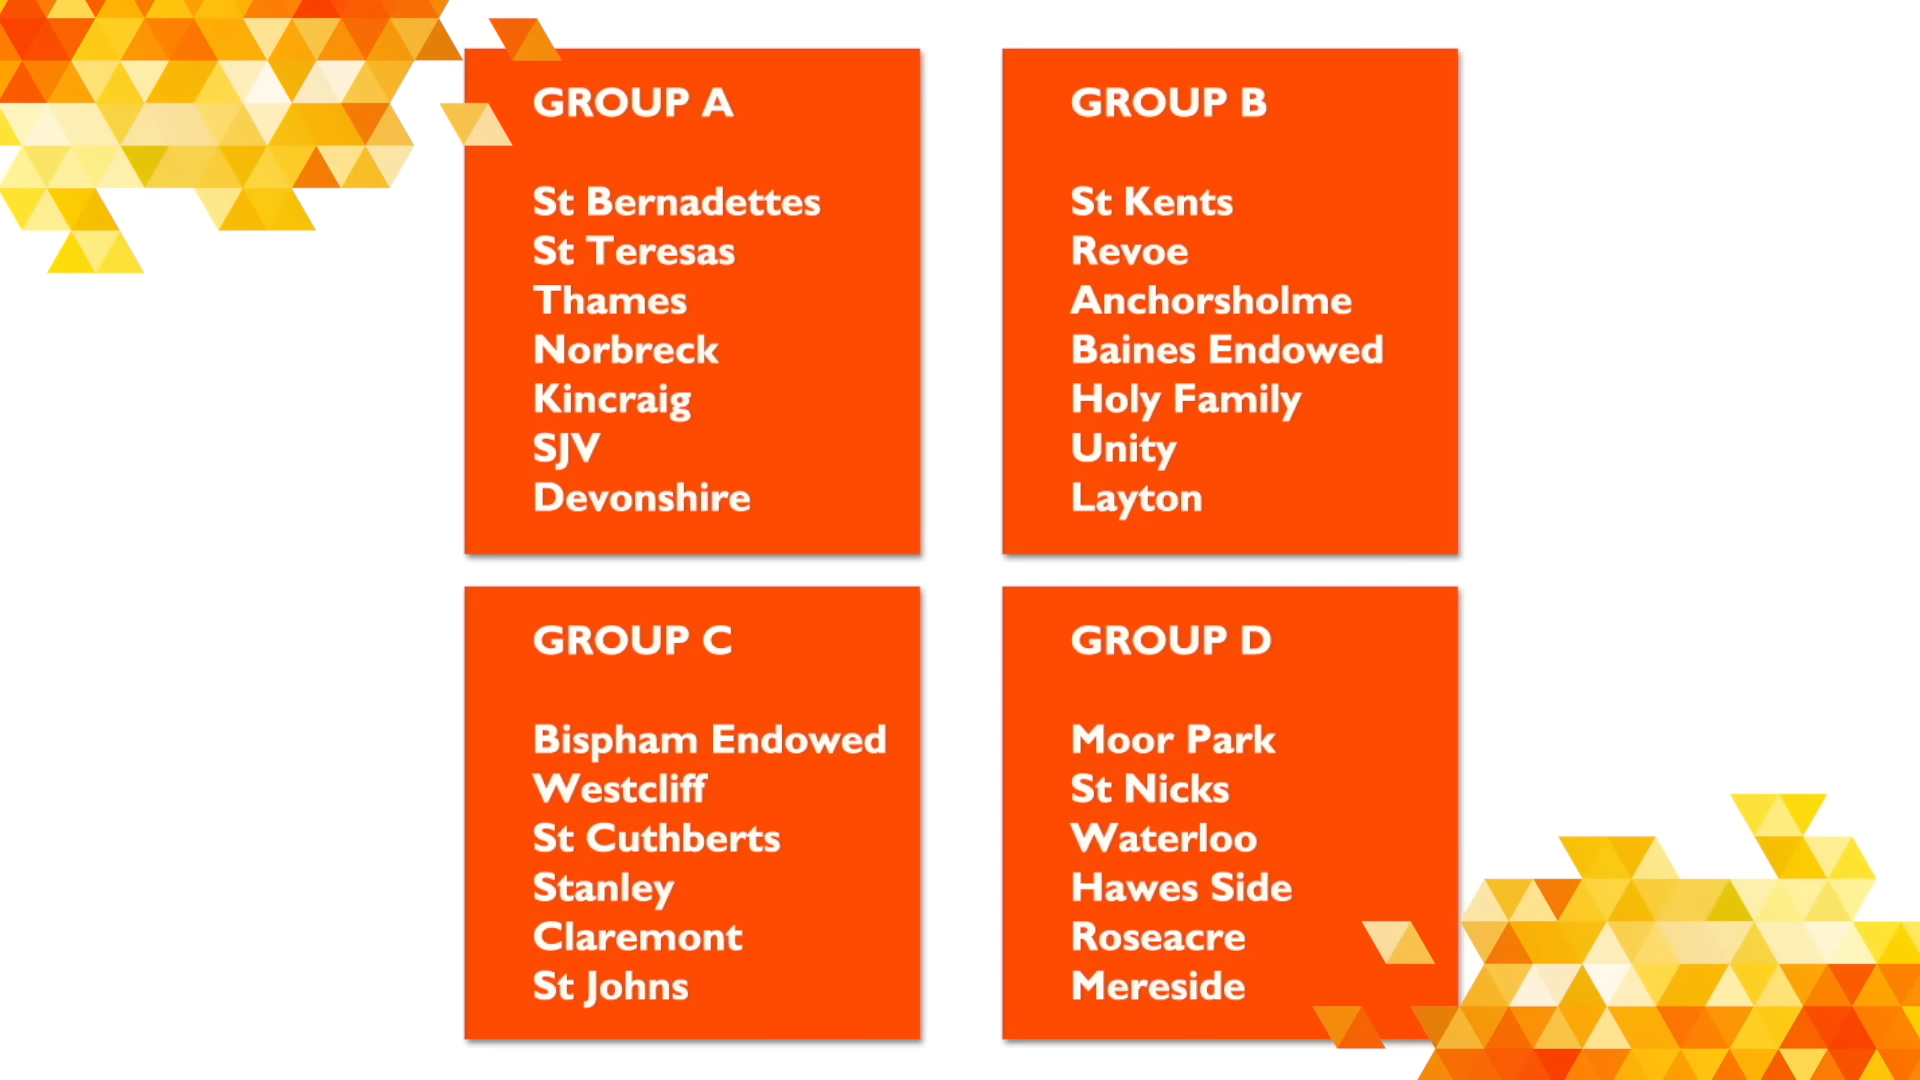 GROUP A
St Bernadettes
St Teresas
Thames
Norbreck
Kincraig
SJV
Devonshire
GROUP B
St Kents
Revoe
Anchorsholme
Baines Endowed
Holy Family
Unity
Layton
GROUP C
Bispham Endowed
Westcliff
St Cuthberts
Stanley
Claremont
St Johns
GROUP D
Moor Park
St Nicks
Waterloo
Hawes Side
Roseacre
Mereside